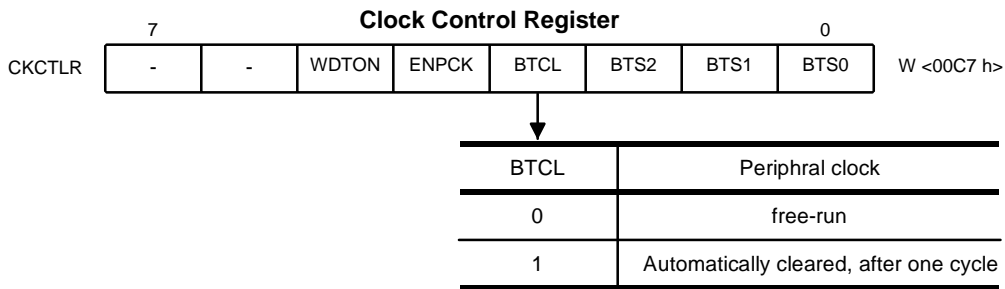 Clock Control Register
7 0
CKCTLR - - WDTON ENPCK BTCL BTS2 BTS1 BTS0 W <00C7 h>
BTCL Periphral clock
0 free-run
1 Automatically cleared, after one cycle